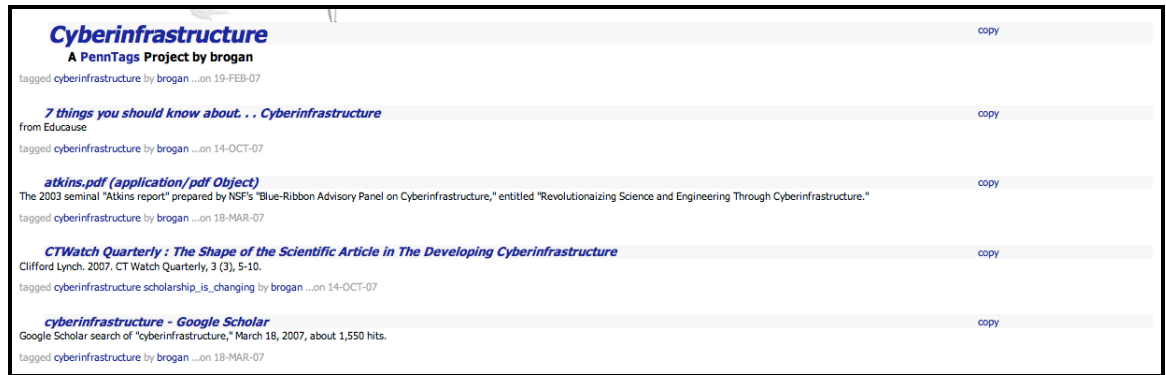 Cyberinfrastructure copy
A PennTags Project by brogan
tagged cyberinfrastructure by brogan ...on 19-FEB-07
7 things you should know about. . . Cyberinfrastructure copy
from Educause
tagged cyberinfrastructure by brogan ...on 14-OCT-07
atkins.pdf (application/pdf Object) copy
The 2003 seminal "Atkins report" prepared by NSF's "Blue-Ribbon Advisory Panel on Cyberinfrastructure," entitled "Revolutionaizing Science and Engineering Through Cyberinfrastructure."
tagged cyberinfrastructure by brogan ...on 18-MAR-07
CTWatch Quarterly : The Shape of the Scientific Article in The Developing Cyberinfrastructure copy
Clifford Lynch. 2007. CT Watch Quarterly, 3 (3), 5-10.
tagged cyberinfrastructure scholarship_is_changing by brogan ...on 14-OCT-07
cyberinfrastructure - Google Scholar copy
Google Scholar search of "cyberinfrastructure," March 18, 2007, about 1,550 hits.
tagged cyberinfrastructure by brogan ...on 18-MAR-07